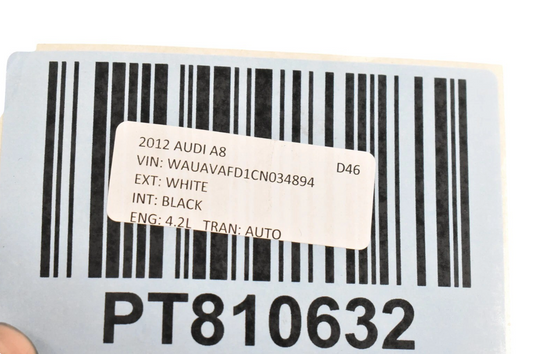 2012 AUDI A8 D46
VIN: WAUAVAFD1CN034894
EXT: WHITE
INT: BLACK
ENG: 4.2L TRAN: AUTO
PT810632